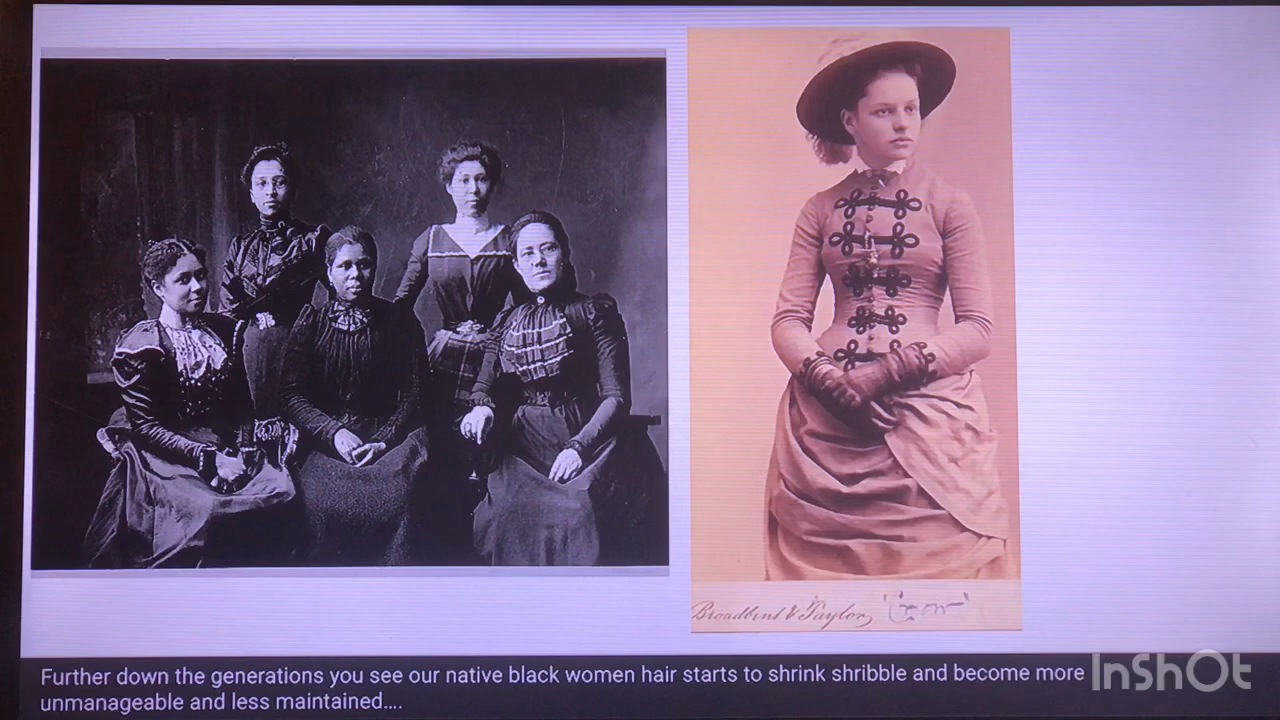 Broadbent & Taylor, "Crow"
Further down the generations you see our native black women hair starts to shrink shribble and become more
unmanageable and less maintained....
InShOt